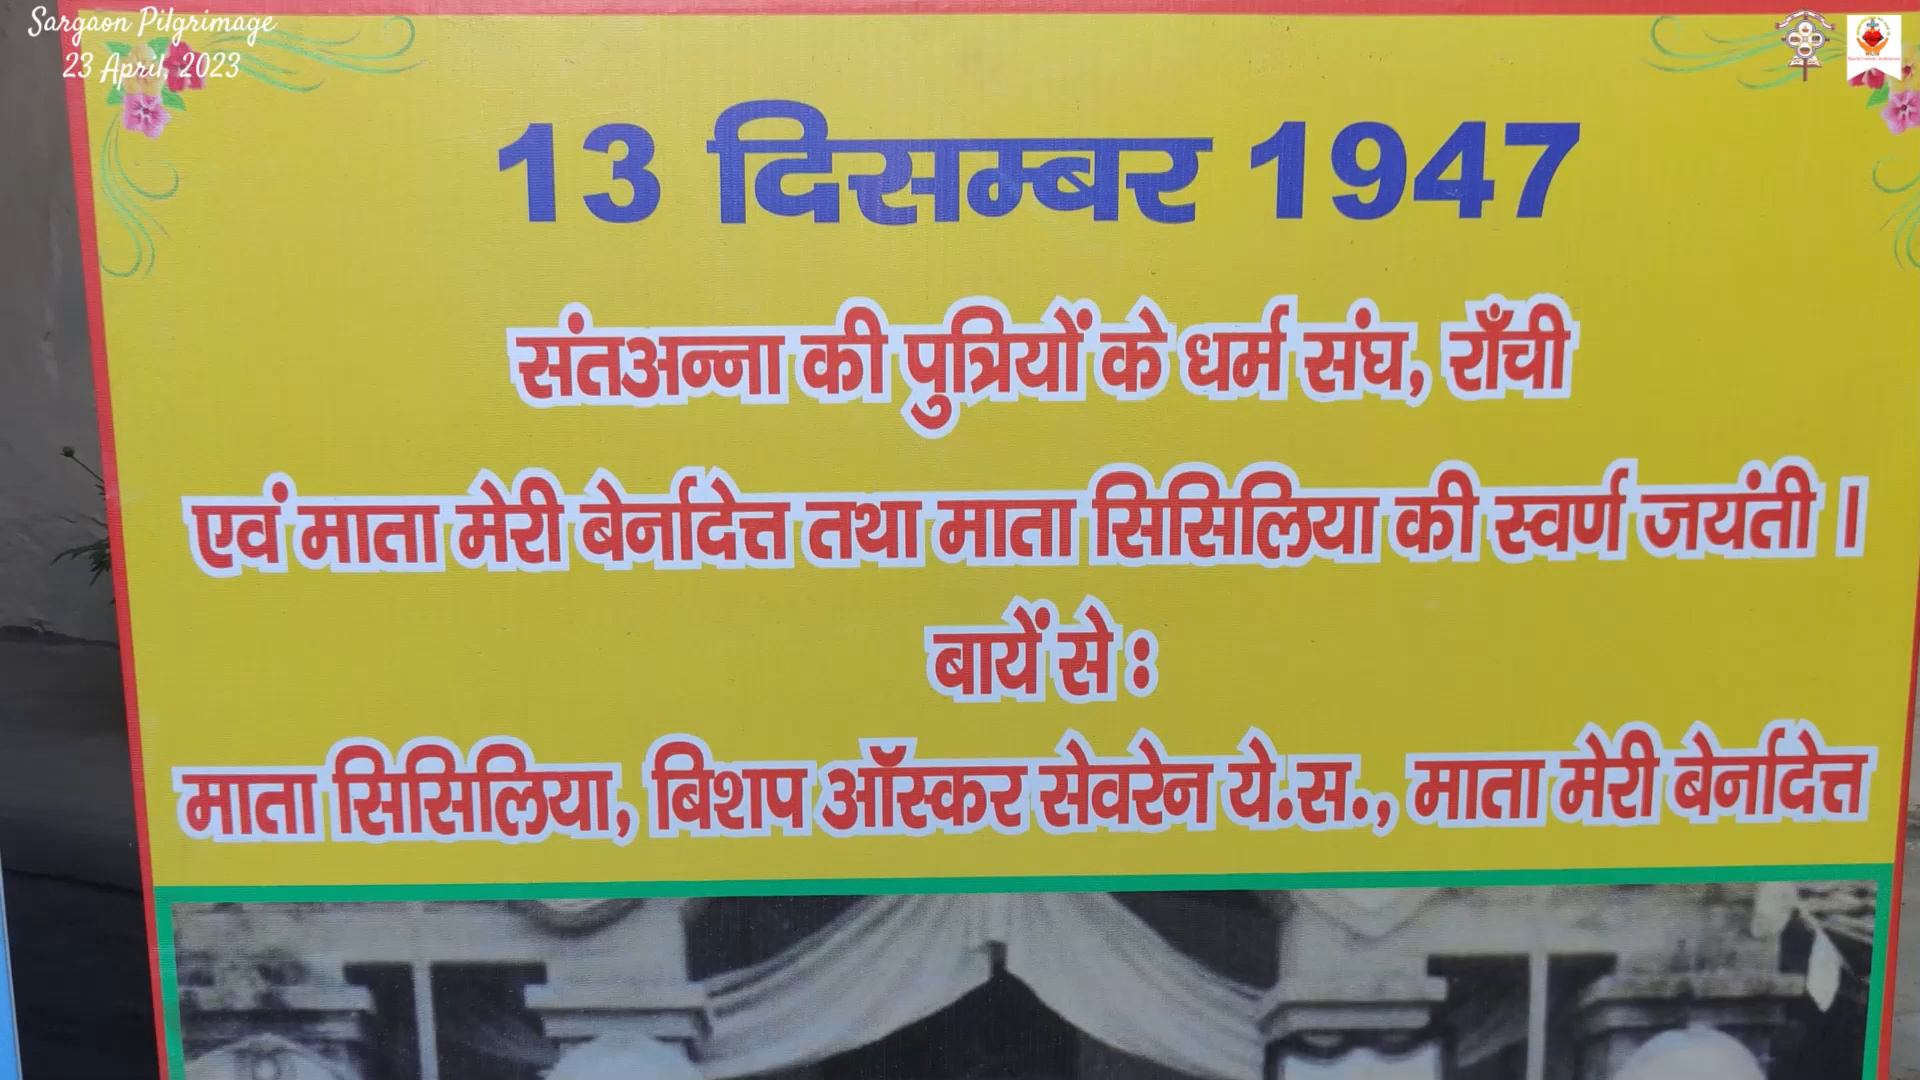 Sargaon Pilgrimage
23 April, 2023
13 दिसम्बर 1947
संतअन्ना की पुत्रियों के धर्म संघ, राँची
एवं माता मेरी बेर्नादेत्त तथा माता सिसिलिया की स्वर्ण जयंती ।
बायें से :
माता सिसिलिया, बिशप ऑस्कर सेवरेन ये.स., माता मेरी बेर्नादेत्त